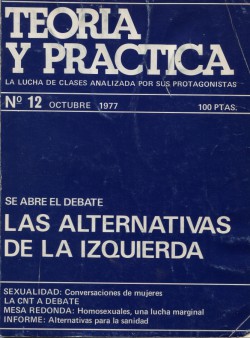 TEORIA
Y PRACTICA
LA LUCHA DE CLASES ANALIZADA POR SUS PROTAGONISTAS
Nº 12 OCTUBRE 1977 100 PTAS.
SE ABRE EL DEBATE
LAS ALTERNATIVAS
DE LA IZQUIERDA
SEXUALIDAD: Conversaciones de mujeres
LA CNT A DEBATE
MESA REDONDA: Homosexuales, una lucha marginal
INFORME: Alternativas para la sanidad